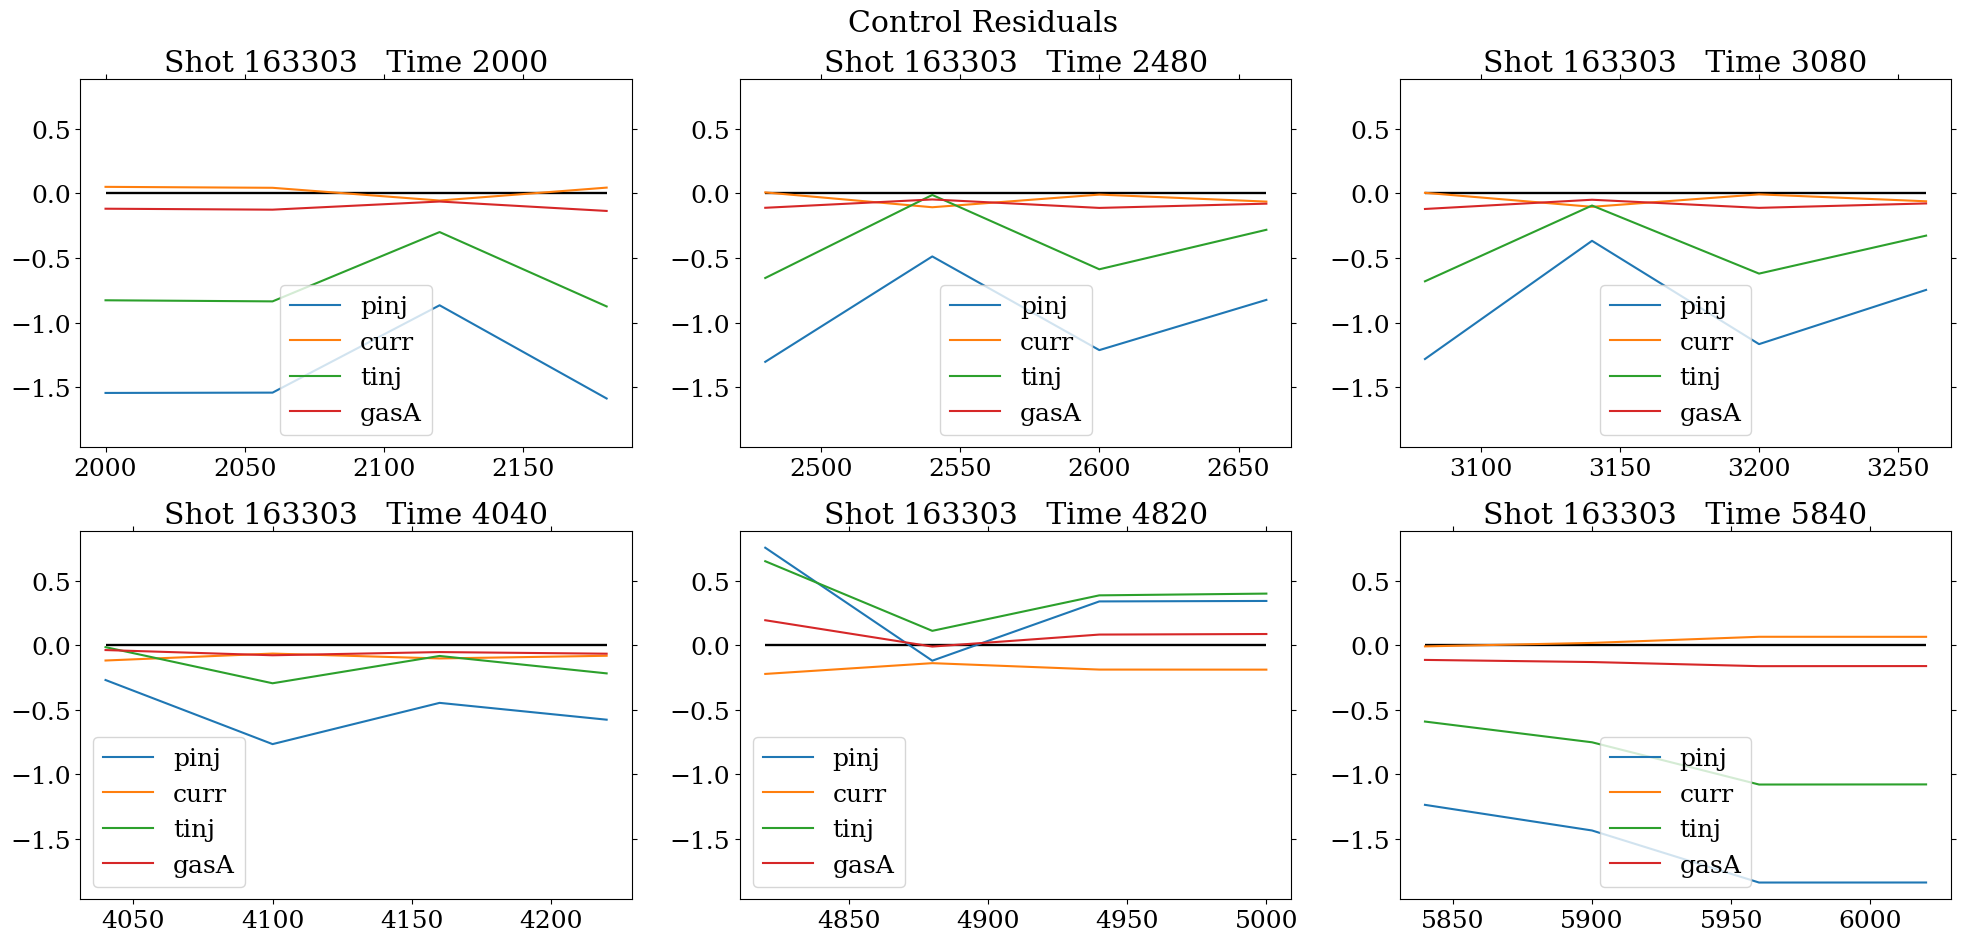 Control Residuals
Shot 163303   Time 2000
0.5
0.0
−0.5
−1.0
−1.5
pinj
curr
tinj
gasA
2000 2050 2100 2150
Shot 163303   Time 2480
0.5
0.0
−0.5
−1.0
−1.5
pinj
curr
tinj
gasA
2500 2550 2600 2650
Shot 163303   Time 3080
0.5
0.0
−0.5
−1.0
−1.5
pinj
curr
tinj
gasA
3100 3150 3200 3250
Shot 163303   Time 4040
0.5
0.0
−0.5
−1.0
−1.5
pinj
curr
tinj
gasA
4050 4100 4150 4200
Shot 163303   Time 4820
0.5
0.0
−0.5
−1.0
−1.5
pinj
curr
tinj
gasA
4850 4900 4950 5000
Shot 163303   Time 5840
0.5
0.0
−0.5
−1.0
−1.5
pinj
curr
tinj
gasA
5850 5900 5950 6000